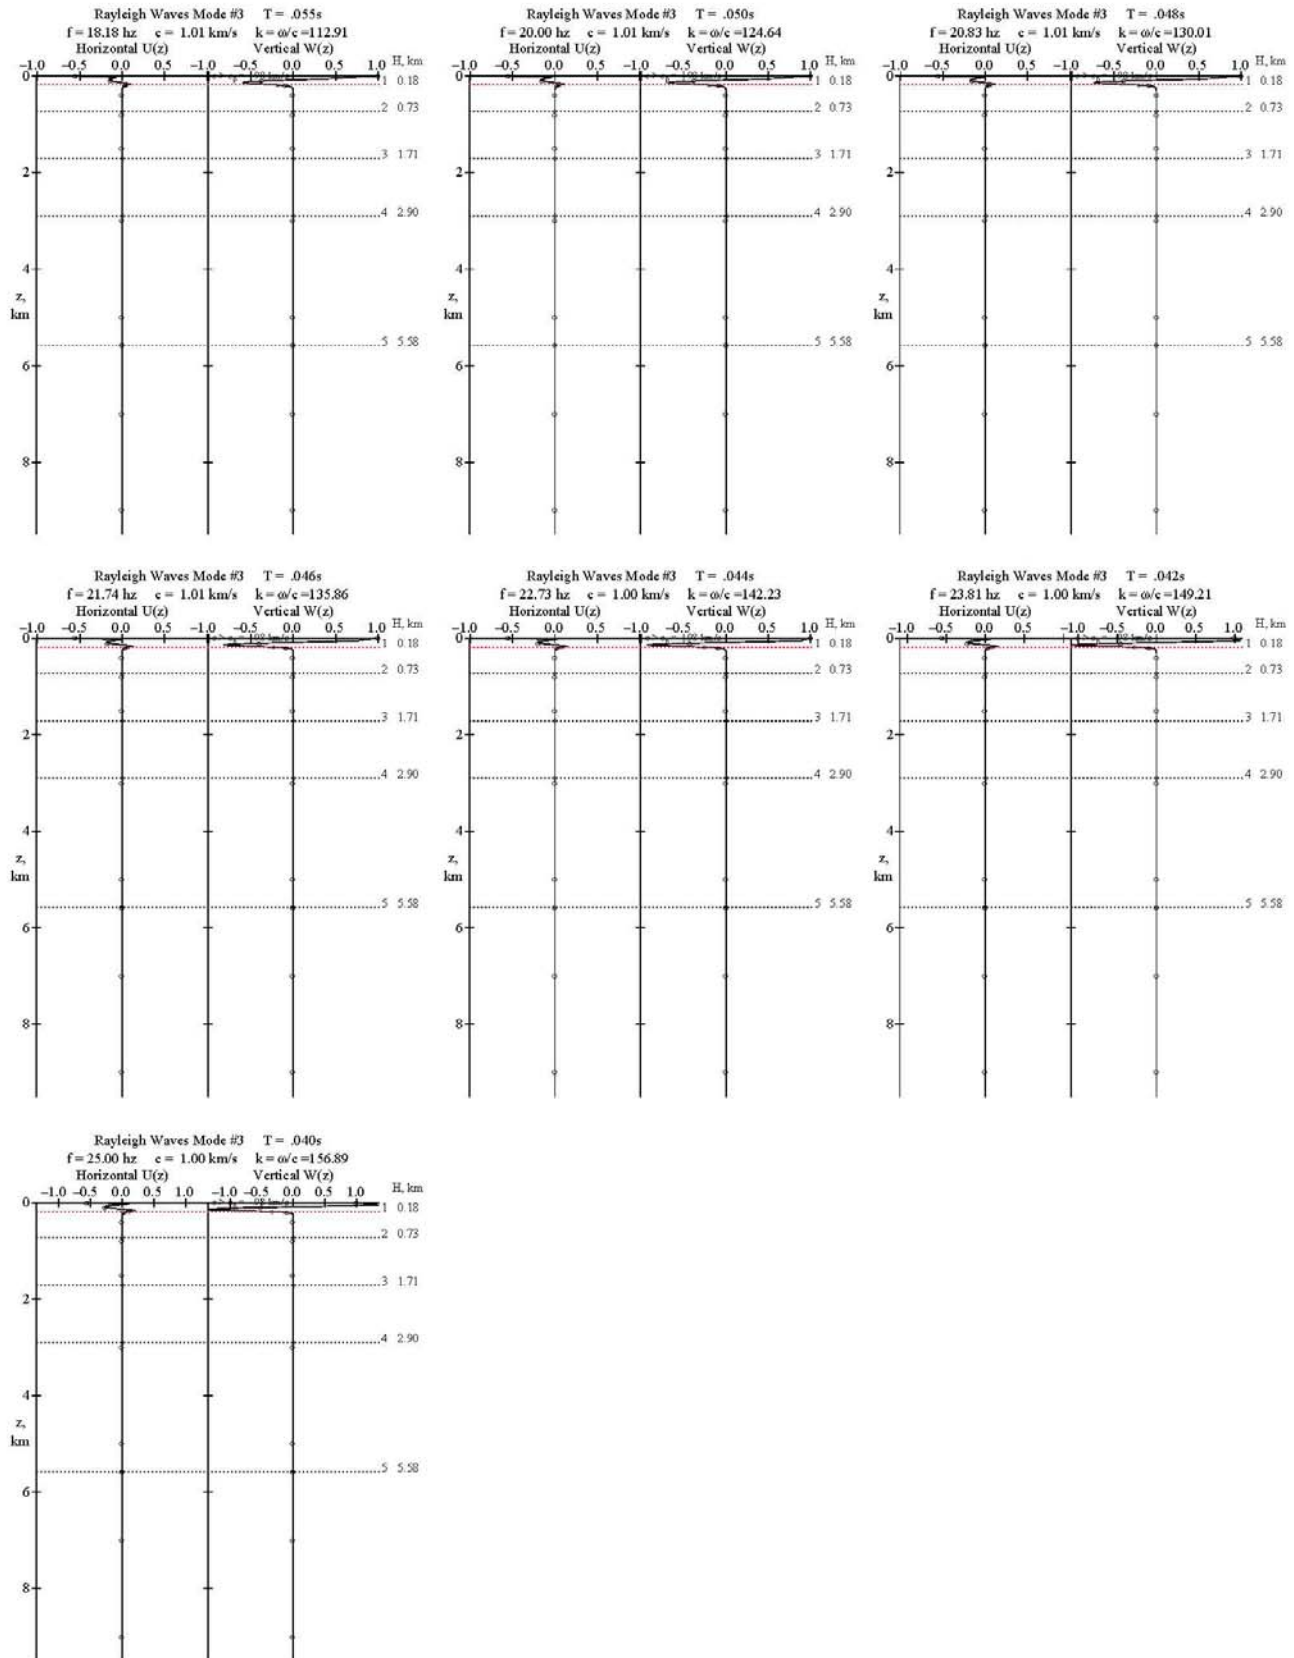 Rayleigh Waves Mode #3 T = .055s
f = 18.18 hz c = 1.01 km/s k = ω/c =112.91
Horizontal U(z) Vertical W(z)
H, km
-1.0 -0.5 0.0 0.5 -1.0 -0.5 0.0 0.5 1.0
0
1 0.18
2 0.73
3 1.71
2
4 2.90
4
z,
km
5 5.58
6
8
Rayleigh Waves Mode #3 T = .050s
f = 20.00 hz c = 1.01 km/s k = ω/c =124.64
Horizontal U(z) Vertical W(z)
H, km
-1.0 -0.5 0.0 0.5 -1.0 -0.5 0.0 0.5 1.0
0
1 0.18
2 0.73
3 1.71
2
4 2.90
4
z,
km
5 5.58
6
8
Rayleigh Waves Mode #3 T = .048s
f = 20.83 hz c = 1.01 km/s k = ω/c =130.01
Horizontal U(z) Vertical W(z)
H, km
-1.0 -0.5 0.0 0.5 -1.0 -0.5 0.0 0.5 1.0
0
1 0.18
2 0.73
3 1.71
2
4 2.90
4
z,
km
5 5.58
6
8
Rayleigh Waves Mode #3 T = .046s
f = 21.74 hz c = 1.01 km/s k = ω/c =135.86
Horizontal U(z) Vertical W(z)
H, km
-1.0 -0.5 0.0 0.5 -1.0 -0.5 0.0 0.5 1.0
0
1 0.18
2 0.73
3 1.71
2
4 2.90
4
z,
km
5 5.58
6
8
Rayleigh Waves Mode #3 T = .044s
f = 22.73 hz c = 1.00 km/s k = ω/c =142.23
Horizontal U(z) Vertical W(z)
H, km
-1.0 -0.5 0.0 0.5 -1.0 -0.5 0.0 0.5 1.0
0
1 0.18
2 0.73
3 1.71
2
4 2.90
4
z,
km
5 5.58
6
8
Rayleigh Waves Mode #3 T = .042s
f = 23.81 hz c = 1.00 km/s k = ω/c =149.21
Horizontal U(z) Vertical W(z)
H, km
-1.0 -0.5 0.0 0.5 -1.0 -0.5 0.0 0.5 1.0
0
1 0.18
2 0.73
3 1.71
2
4 2.90
4
z,
km
5 5.58
6
8
Rayleigh Waves Mode #3 T = .040s
f = 25.00 hz c = 1.00 km/s k = ω/c =156.89
Horizontal U(z) Vertical W(z)
H, km
-1.0 -0.5 0.0 0.5 1.0 -1.0 -0.5 0.0 0.5 1.0
0
1 0.18
2 0.73
3 1.71
2
4 2.90
4
z,
km
5 5.58
6
8